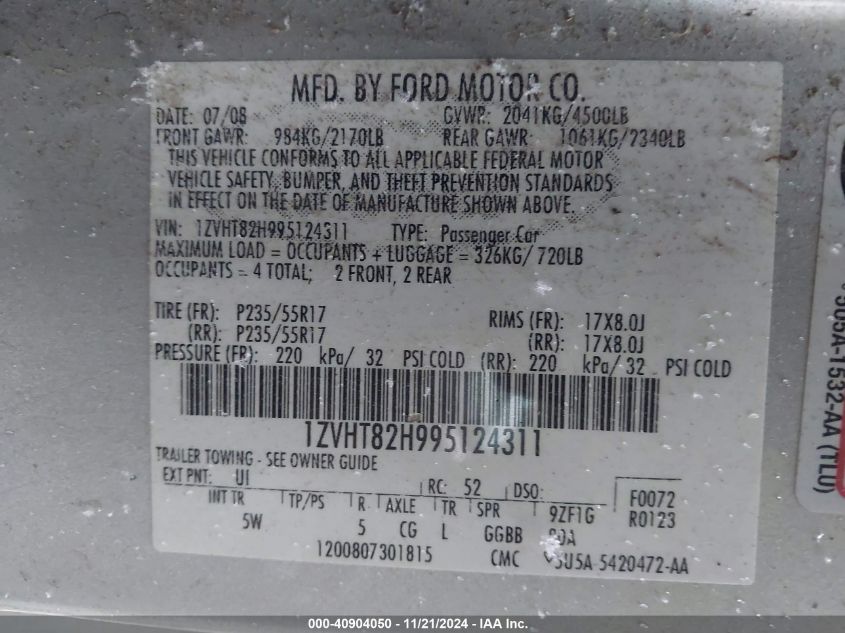 MFD. BY FORD MOTOR CO.
DATE: 07/08 GVWR: 2041KG/4500LB
FRONT GAWR: 984KG/2170LB REAR GAWR: 1061KG/2340LB
THIS VEHICLE CONFORMS TO ALL APPLICABLE FEDERAL MOTOR
VEHICLE SAFETY, BUMPER, AND THEFT PREVENTION STANDARDS
IN EFFECT ON THE DATE OF MANUFACTURE SHOWN ABOVE.
VIN: 1ZVHT82H995124311 TYPE: Passenger Car
MAXIMUM LOAD = OCCUPANTS + LUGGAGE = 326KG/ 720LB
OCCUPANTS = 4 TOTAL; 2 FRONT, 2 REAR
TIRE (FR): P235/55R17 RIMS (FR): 17X8.0J
(RR): P235/55R17 (RR): 17X8.0J
PRESSURE (FR): 220 kPa/ 32 PSI COLD (RR): 220 kPa/ 32 PSI COLD
1ZVHT82H995124311
TRAILER TOWING - SEE OWNER GUIDE
EXT PNT: UI RC: 52 DSO: F0072
INT TR TP/PS R AXLE TR SPR 9ZF1G R0123
5W 5 CG L GGBB
1200807301815 CMC 5U5A-5420472-AA
305A-1532-AA (TLU)
000-40904050 - 11/21/2024 - IAA Inc.